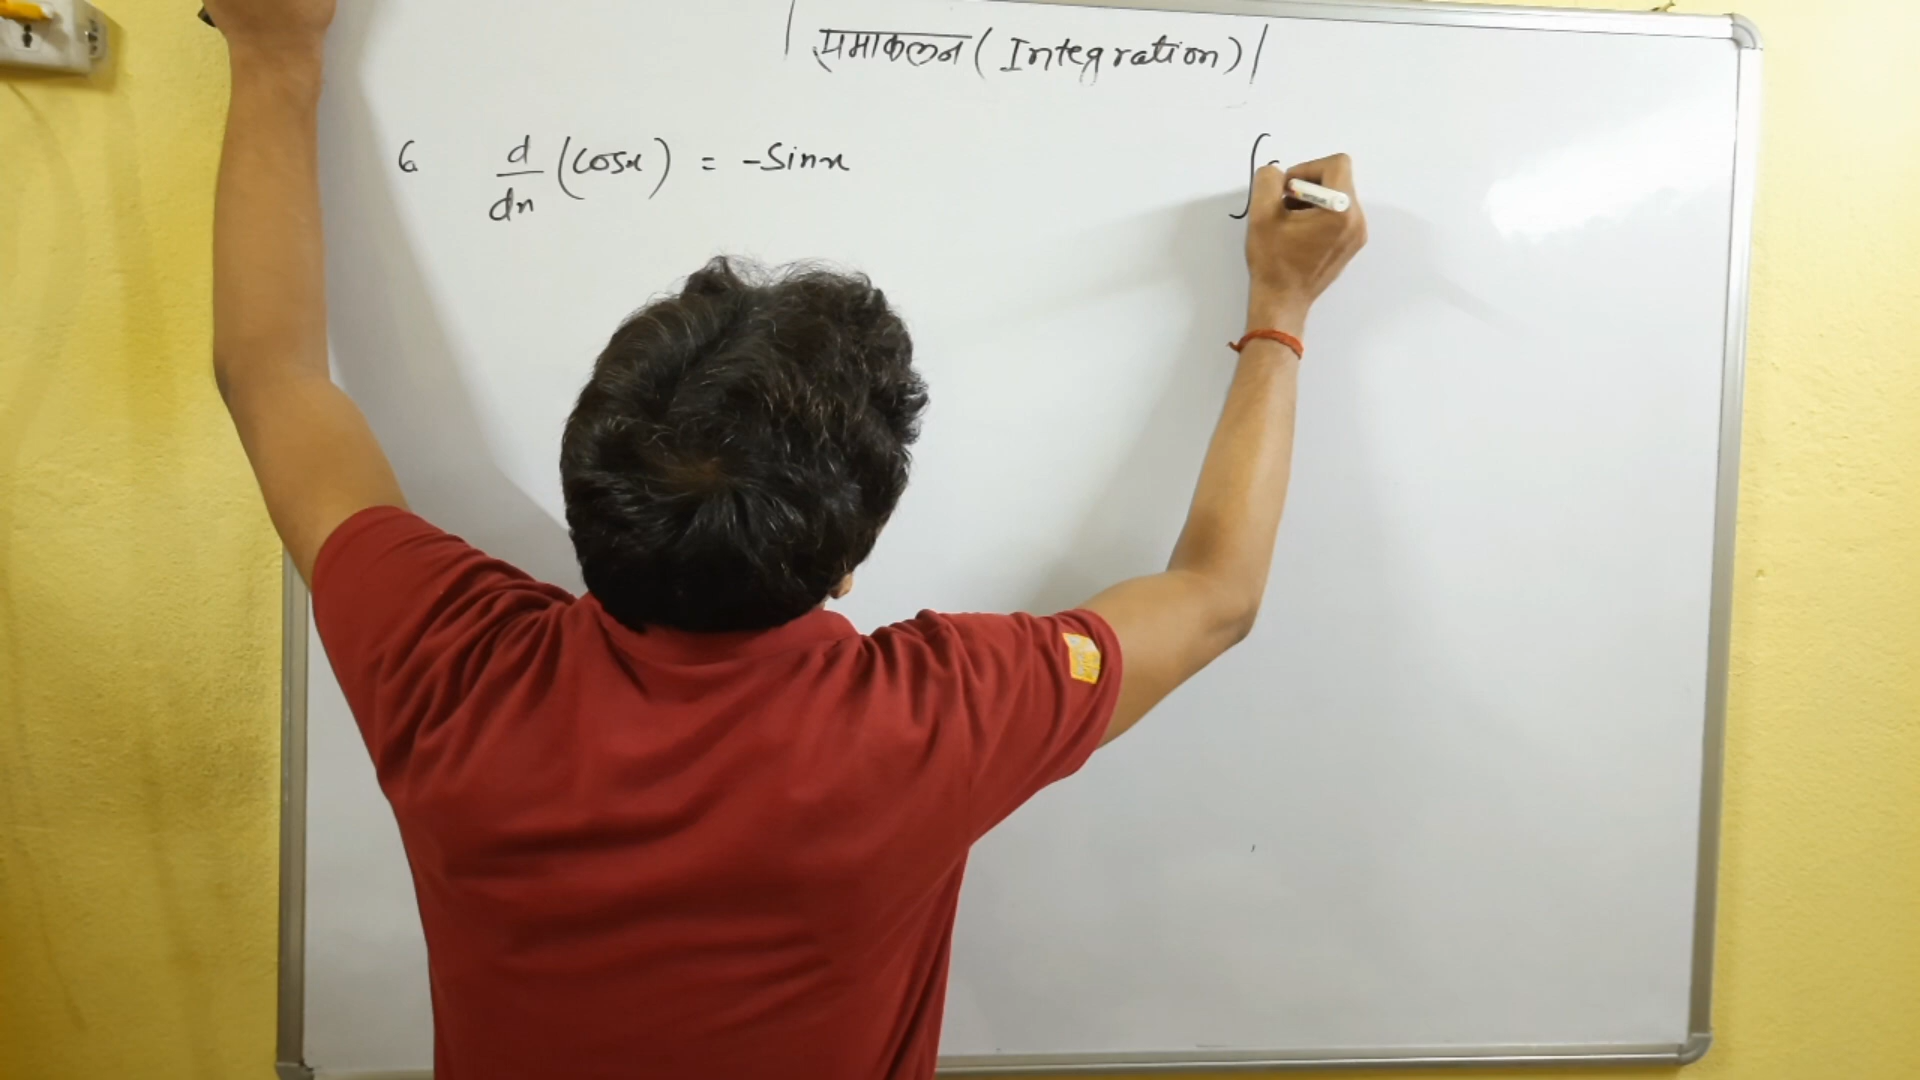 समाकलन (Integration)
6 d/dx (cosx) = -Sinx ∫